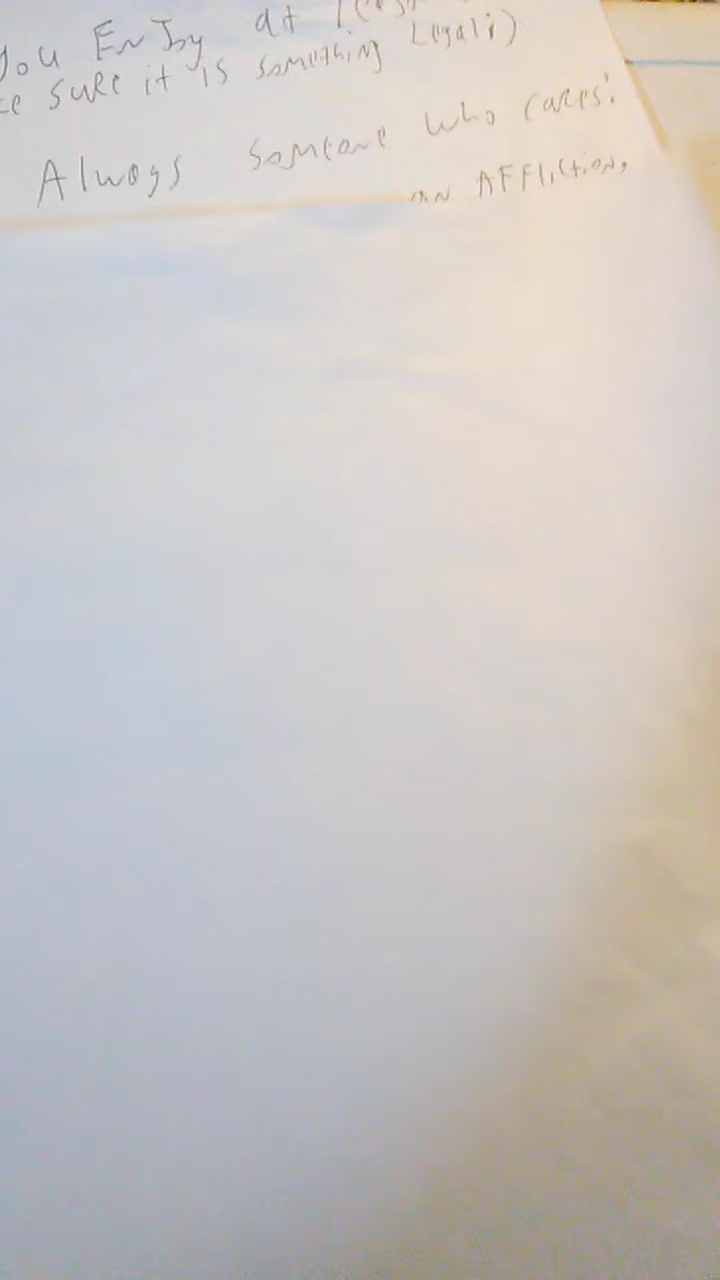 you EnJoy at
sure it is something Legal;)
Always someone who cares!
an AFFliction,